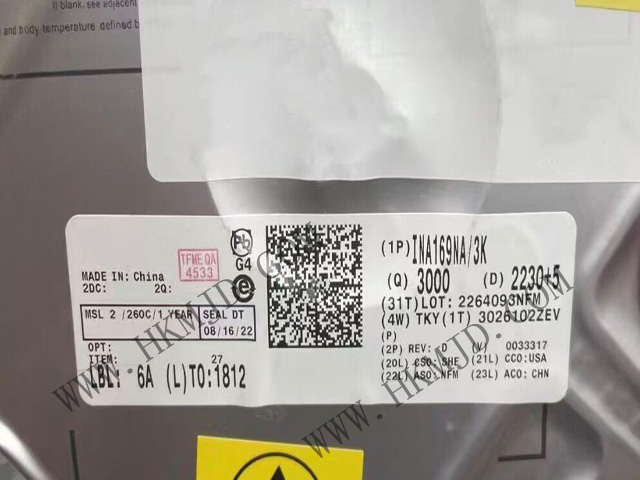 If blank, see adjacent
and body temperature defined b
MADE IN: China
2DC: 2Q:
TFME QA
4533
Pb
G4
e
MSL 2 /260C/1 YEAR
SEAL DT
08/16/22
OPT:
ITEM: 27
LBL: 6A (L)TO:1812
(1P) INA169NA/3K
(Q) 3000 (D) 2230+5
(31T) LOT: 2264093NFM
(4W) TKY(1T) 3026102ZEV
(P)
(2P) REV: D (V) 0033317
(20L) CSO:SHE (21L) CCO:USA
(22L) ASO:NFM (23L) ACO: CHN
WWW.HKMJD.COM
WWW.HKMJD.COM